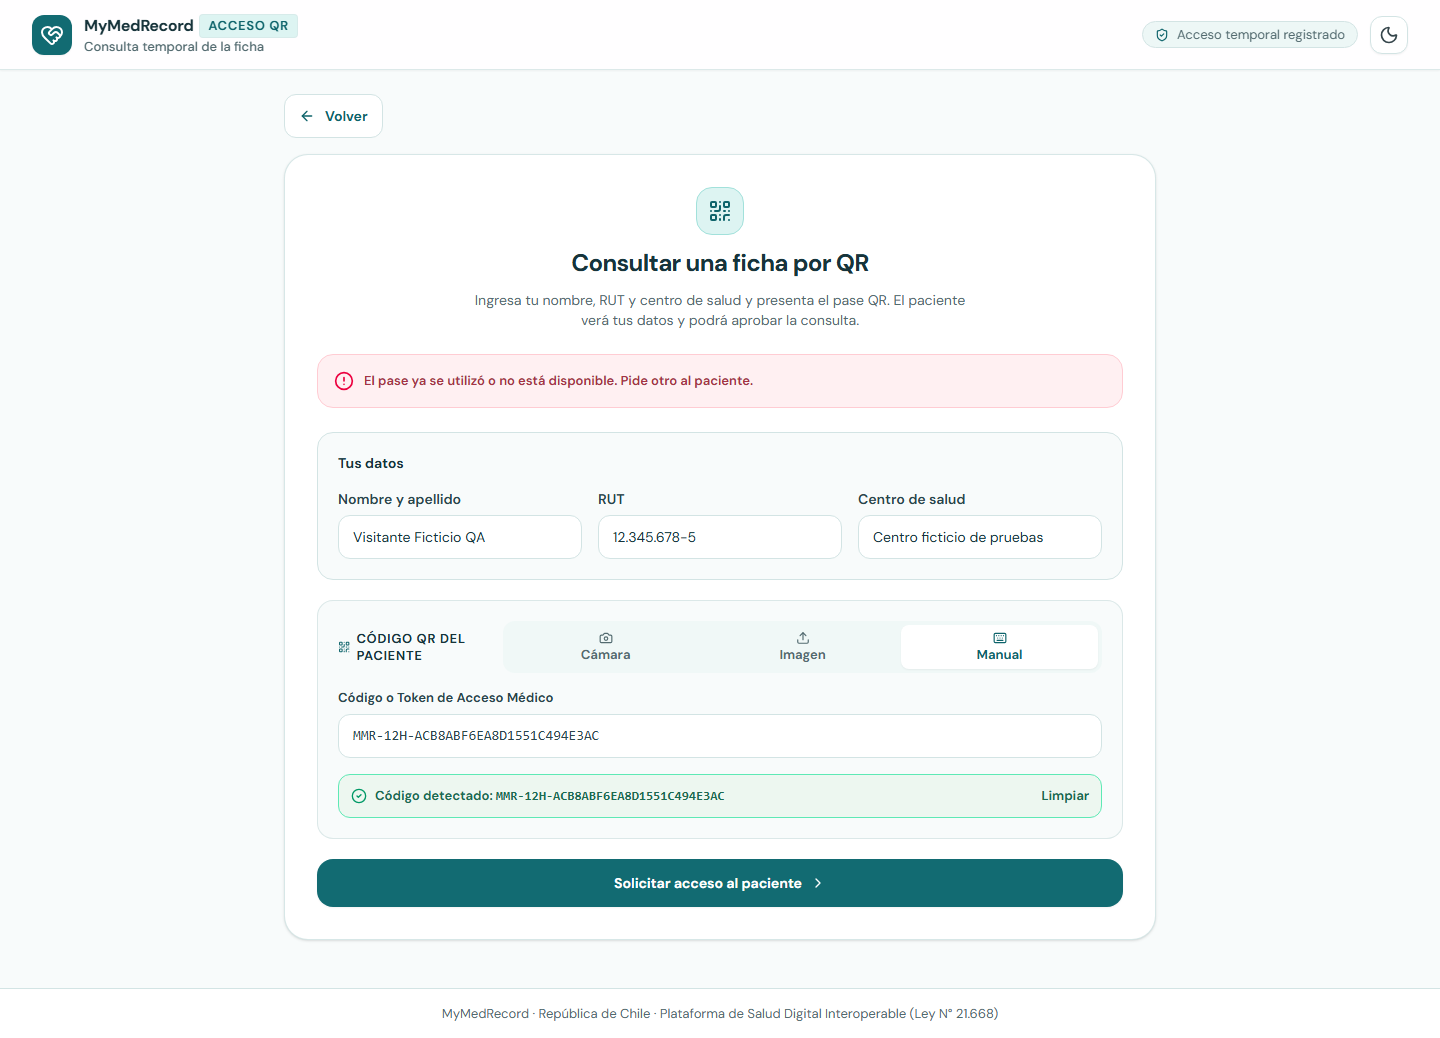 MyMedRecord ACCESO QR
Consulta temporal de la ficha
Acceso temporal registrado
Volver
Consultar una ficha por QR
Ingresa tu nombre, RUT y centro de salud y presenta el pase QR. El paciente
verá tus datos y podrá aprobar la consulta.
El pase ya se utilizó o no está disponible. Pide otro al paciente.
Tus datos
Nombre y apellido
RUT
Centro de salud
Visitante Ficticio QA
12.345.678-5
Centro ficticio de pruebas
CÓDIGO QR DEL
PACIENTE
Cámara
Imagen
Manual
Código o Token de Acceso Médico
MMR-12H-ACB8ABF6EA8D1551C494E3AC
Código detectado: MMR-12H-ACB8ABF6EA8D1551C494E3AC
Limpiar
Solicitar acceso al paciente
MyMedRecord · República de Chile · Plataforma de Salud Digital Interoperable (Ley N° 21.668)